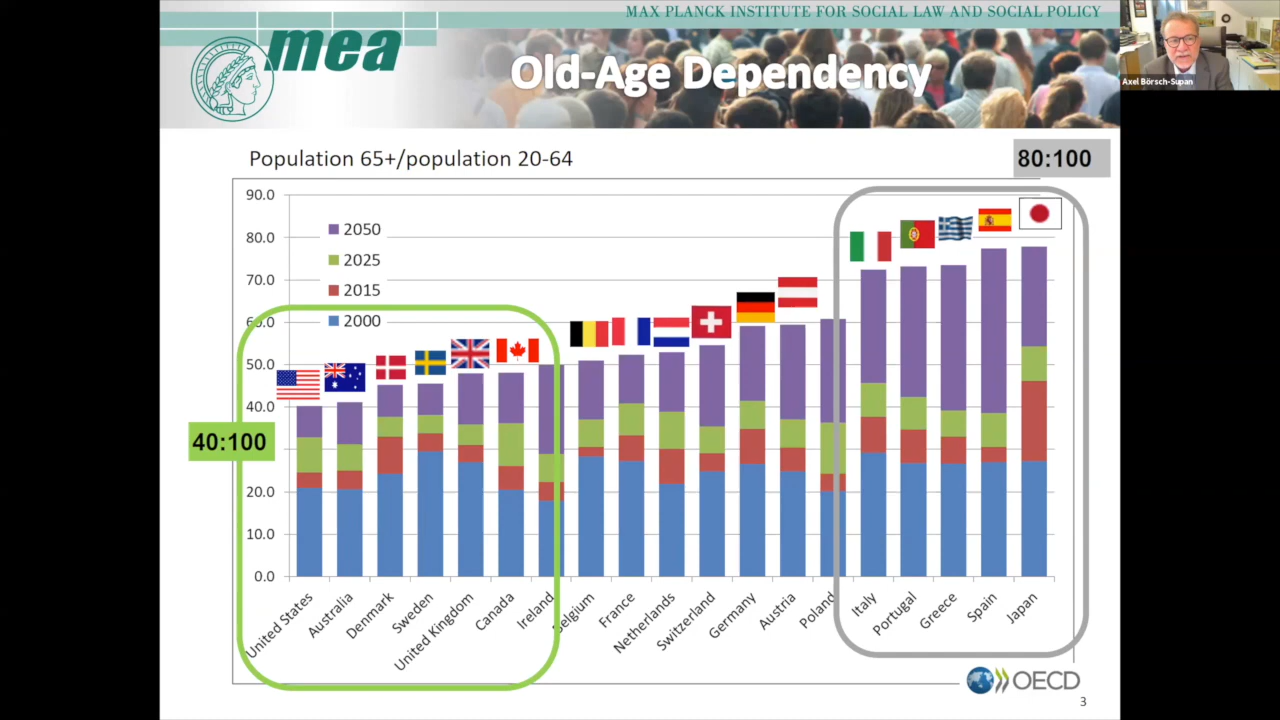 MAX PLANCK INSTITUTE FOR SOCIAL LAW AND SOCIAL POLICY
mea
Old-Age Dependency
Axel Börsch-Supan
Population 65+/population 20-64
80:100
90.0
80.0
70.0
60.0
50.0
40.0
20.0
10.0
0.0
2050
2025
2015
2000
40:100
United States
Australia
Denmark
Sweden
United Kingdom
Canada
Ireland
Belgium
France
Netherlands
Switzerland
Germany
Austria
Poland
Italy
Portugal
Greece
Spain
Japan
OECD
3